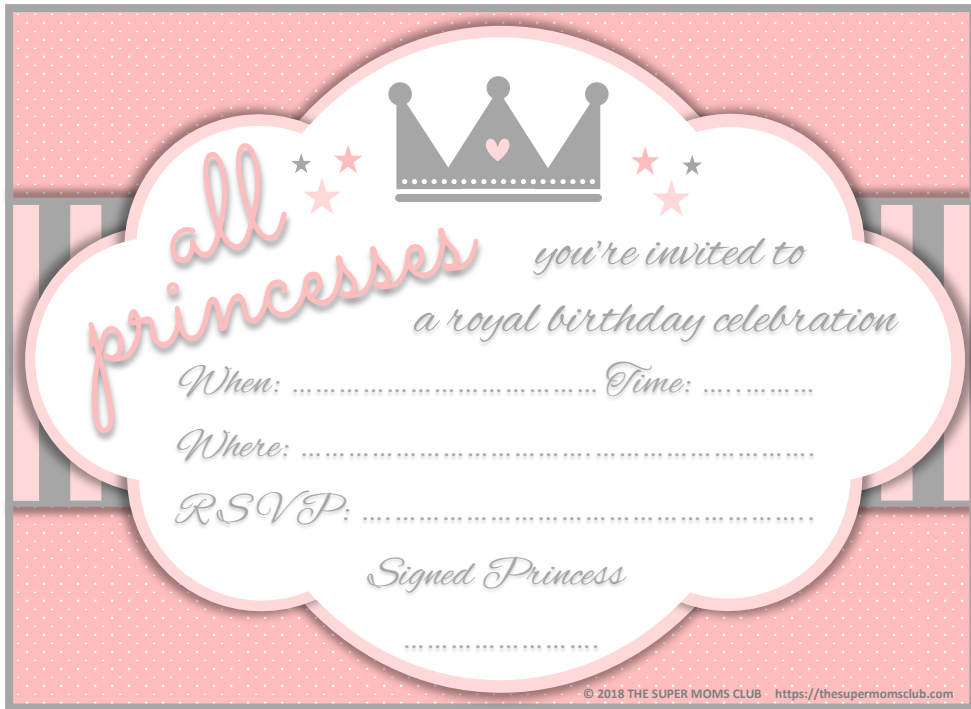 all
princesses
you're invited to
a royal birthday celebration
When: ........................................ Time: ..............
Where: ..................................................................
RSVP: ..........................................................
Signed Princess
.........................
© 2018 THE SUPER MOMS CLUB https://thesupermomsclub.com